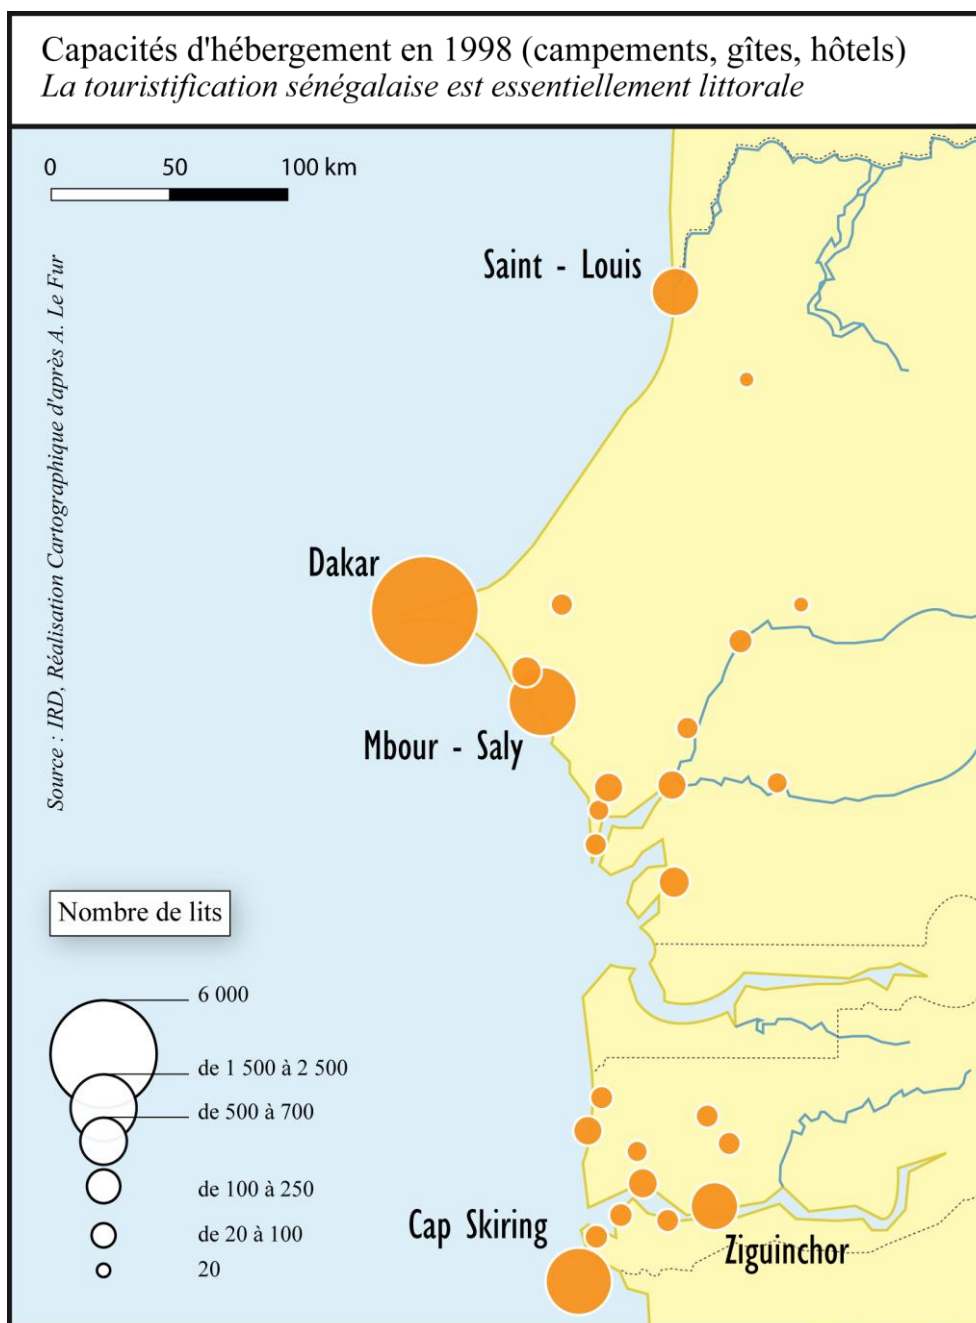 Capacités d'hébergement en 1998 (campements, gîtes, hôtels)
La touristification sénégalaise est essentiellement littorale
0 50 100 km
Source : IRD, Réalisation Cartographique d'après A. Le Fur
Saint - Louis
Dakar
Mbour - Saly
Nombre de lits
6 000
de 1 500 à 2 500
de 500 à 700
de 100 à 250
de 20 à 100
20
Cap Skiring
Ziguinchor